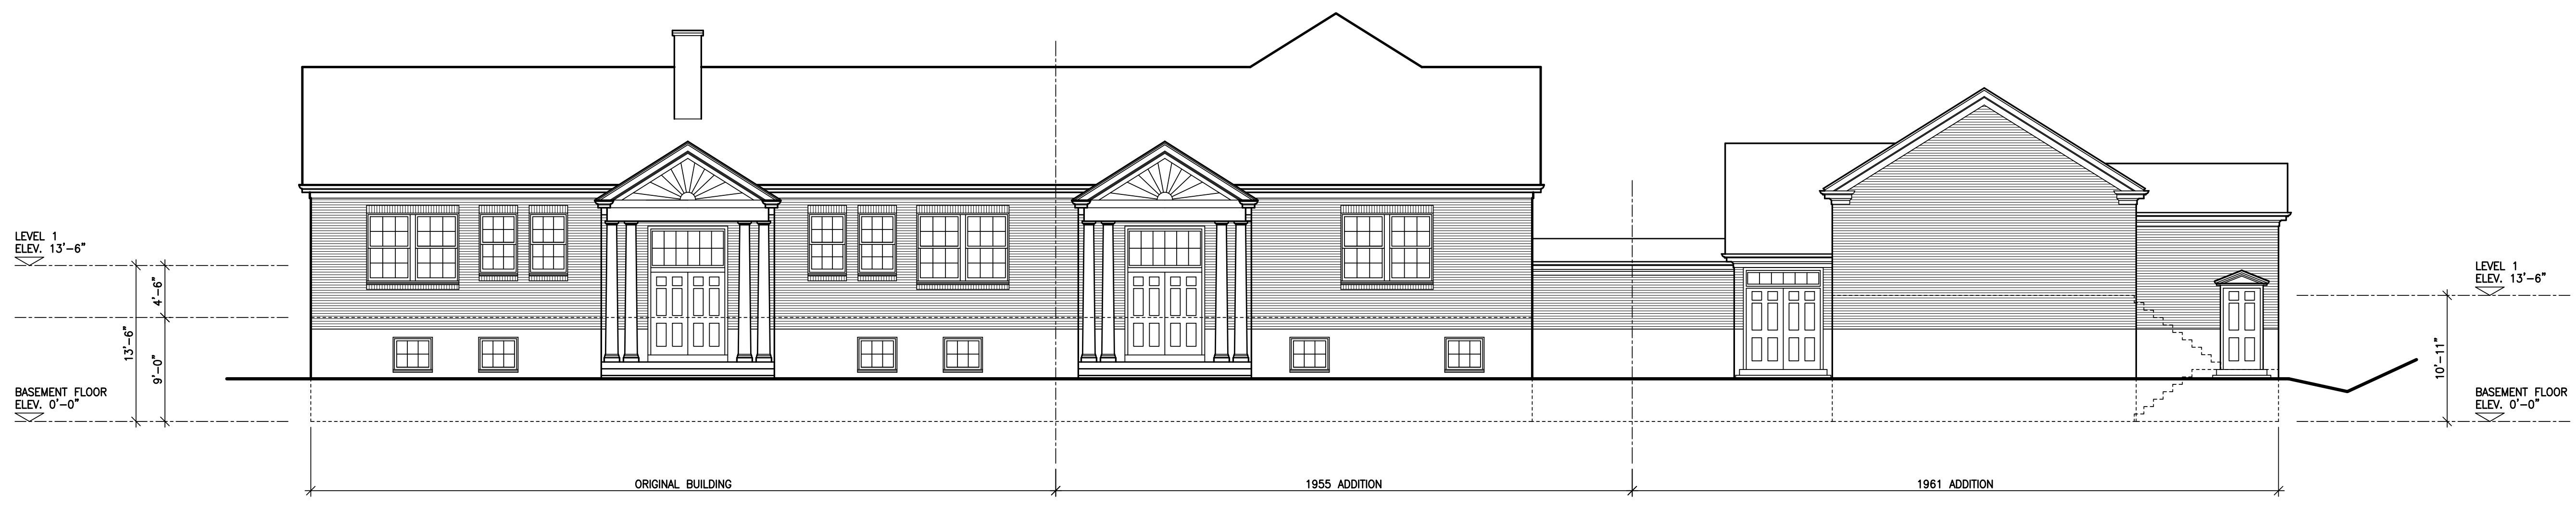 LEVEL 1
ELEV. 13'-6"
4'-6"
13'-6"
9'-0"
BASEMENT FLOOR
ELEV. 0'-0"
LEVEL 1
ELEV. 13'-6"
10'-11"
BASEMENT FLOOR
ELEV. 0'-0"
ORIGINAL BUILDING
1955 ADDITION
1961 ADDITION